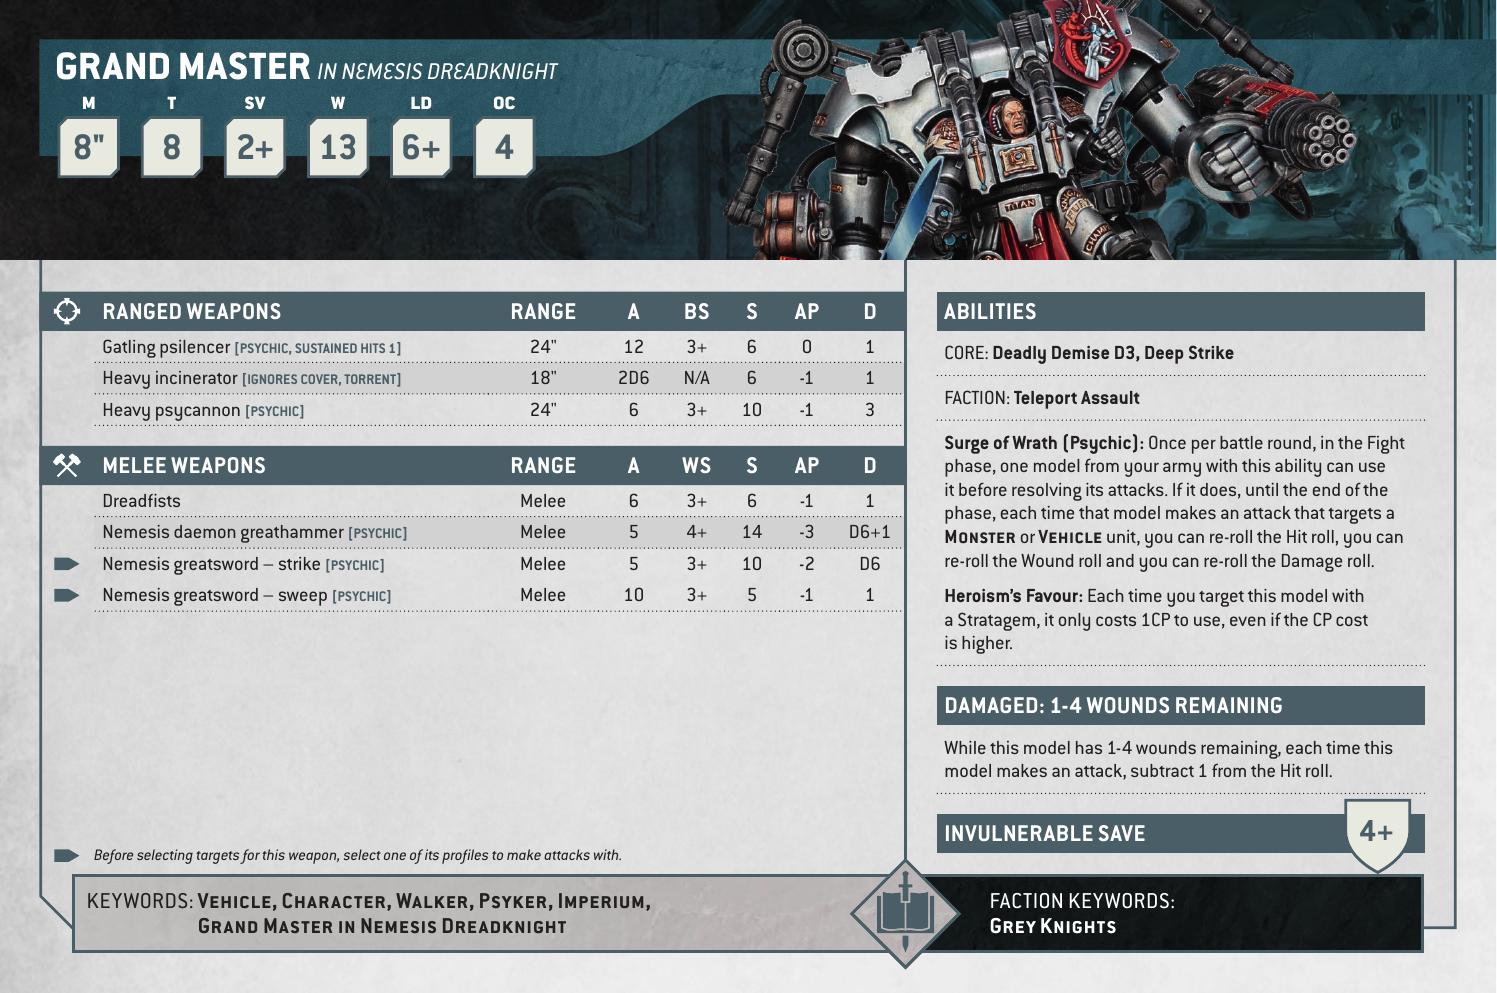 GRAND MASTER IN NEMESIS DREADKNIGHT
M T SV W LD OC
8" 8 2+ 13 6+ 4
TITAN
RANGED WEAPONS RANGE A BS S AP D
Gatling psilencer [PSYCHIC, SUSTAINED HITS 1] 24" 12 3+ 6 0 1
Heavy incinerator [IGNORES COVER, TORRENT] 18" 2D6 N/A 6 -1 1
Heavy psycannon [PSYCHIC] 24" 6 3+ 10 -1 3
MELEE WEAPONS RANGE A WS S AP D
Dreadfists Melee 6 3+ 6 -1 1
Nemesis daemon greathammer [PSYCHIC] Melee 5 4+ 14 -3 D6+1
Nemesis greatsword – strike [PSYCHIC] Melee 5 3+ 10 -2 D6
Nemesis greatsword – sweep [PSYCHIC] Melee 10 3+ 5 -1 1
Before selecting targets for this weapon, select one of its profiles to make attacks with.
ABILITIES
CORE: Deadly Demise D3, Deep Strike
FACTION: Teleport Assault
Surge of Wrath (Psychic): Once per battle round, in the Fight
phase, one model from your army with this ability can use
it before resolving its attacks. If it does, until the end of the
phase, each time that model makes an attack that targets a
MONSTER or VEHICLE unit, you can re-roll the Hit roll, you can
re-roll the Wound roll and you can re-roll the Damage roll.
Heroism's Favour: Each time you target this model with
a Stratagem, it only costs 1CP to use, even if the CP cost
is higher.
DAMAGED: 1-4 WOUNDS REMAINING
While this model has 1-4 wounds remaining, each time this
model makes an attack, subtract 1 from the Hit roll.
INVULNERABLE SAVE 4+
KEYWORDS: VEHICLE, CHARACTER, WALKER, PSYKER, IMPERIUM,
GRAND MASTER IN NEMESIS DREADKNIGHT
FACTION KEYWORDS:
GREY KNIGHTS